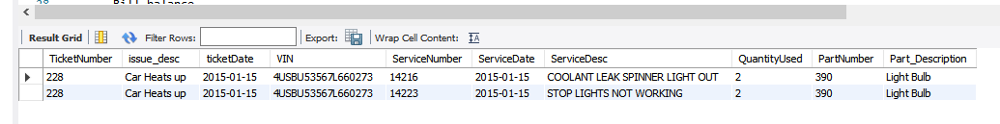 28 Bill balance
Result Grid Filter Rows: Export: Wrap Cell Content:
TicketNumber issue_desc ticketDate VIN ServiceNumber ServiceDate ServiceDesc QuantityUsed PartNumber Part_Description
228 Car Heats up 2015-01-15 4USBU53567L660273 14216 2015-01-15 COOLANT LEAK SPINNER LIGHT OUT 2 390 Light Bulb
228 Car Heats up 2015-01-15 4USBU53567L660273 14223 2015-01-15 STOP LIGHTS NOT WORKING 2 390 Light Bulb